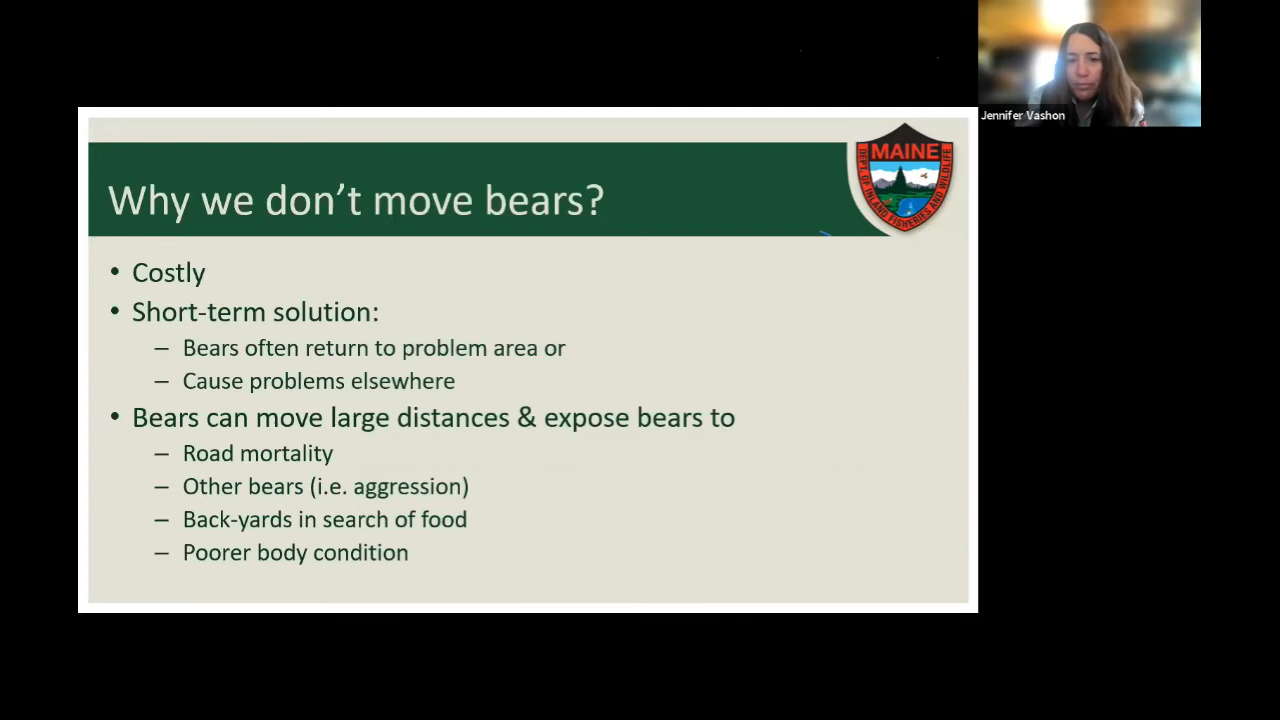 Jennifer Vashon
MAINE
DEPT. OF INLAND FISHERIES AND WILDLIFE
Why we don’t move bears?
• Costly
• Short-term solution:
– Bears often return to problem area or
– Cause problems elsewhere
• Bears can move large distances & expose bears to
– Road mortality
– Other bears (i.e. aggression)
– Back-yards in search of food
– Poorer body condition